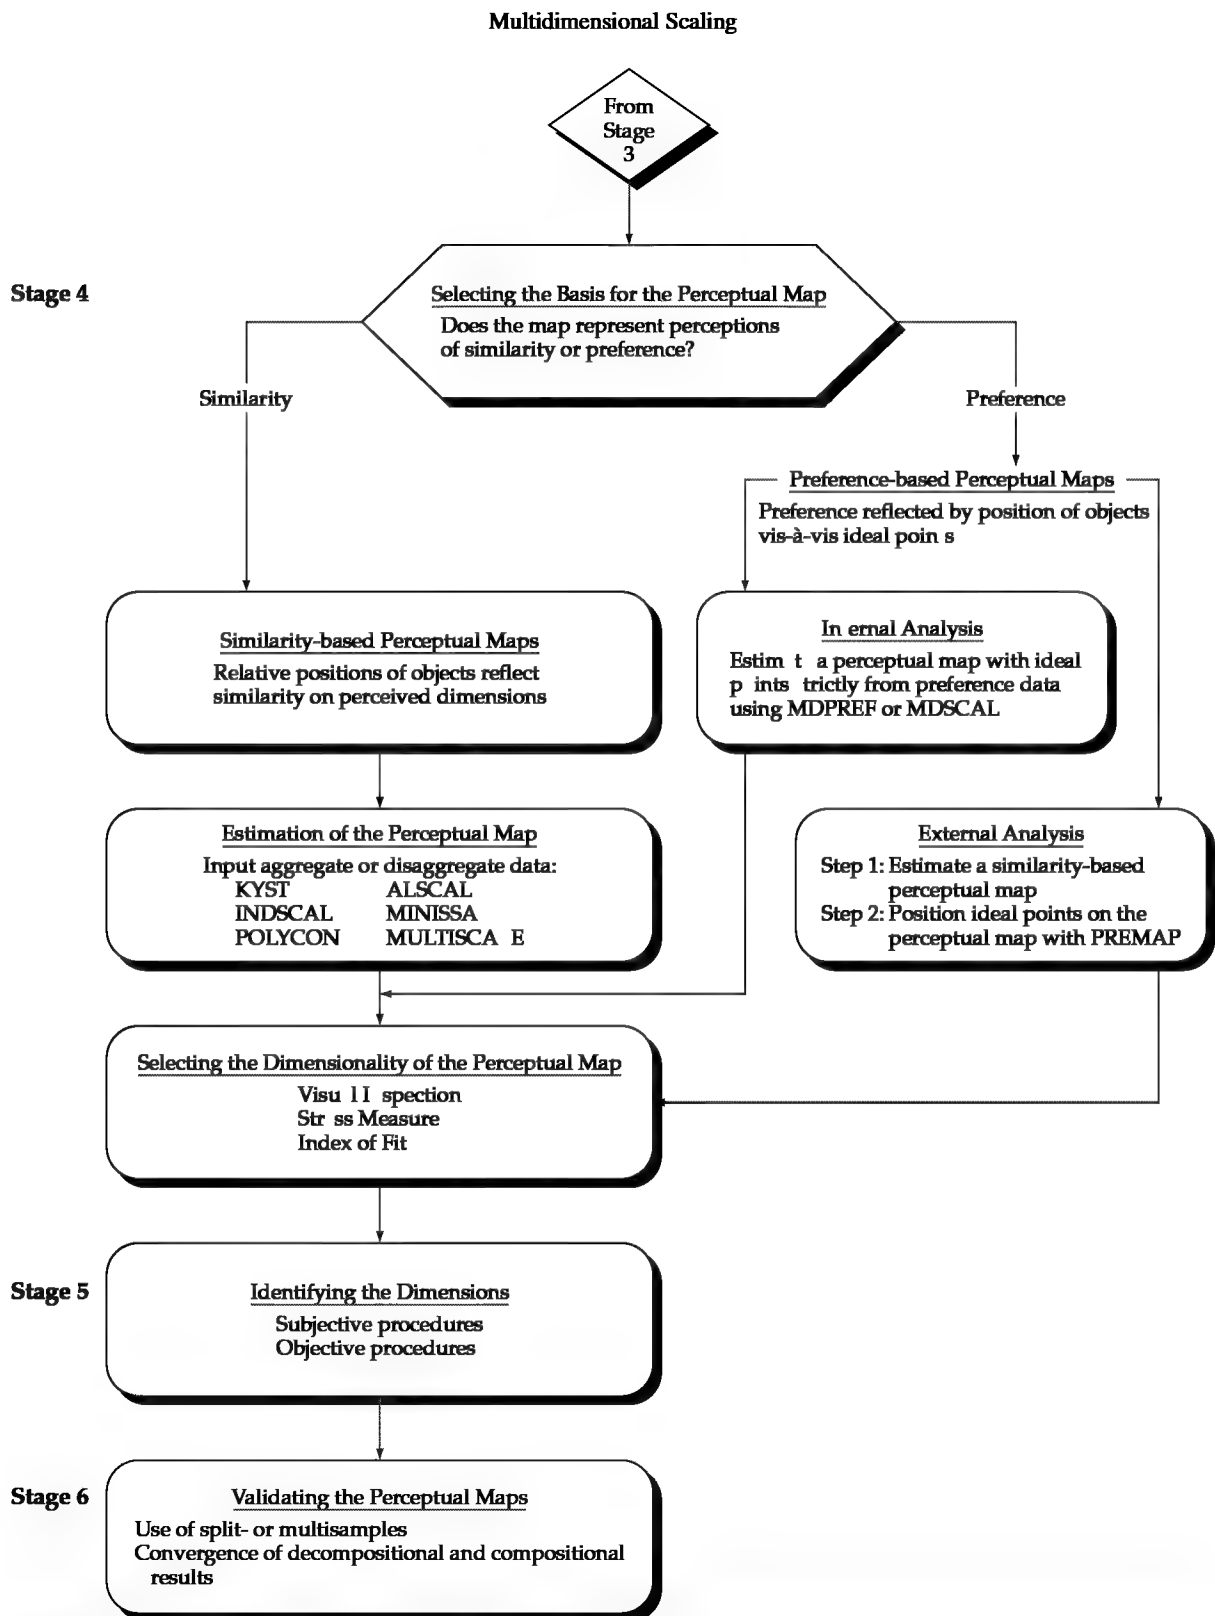 Multidimensional Scaling
From
Stage
3
Stage 4
Selecting the Basis for the Perceptual Map
Does the map represent perceptions
of similarity or preference?
Similarity
Preference
Preference-based Perceptual Maps
Preference reflected by position of objects
vis-à-vis ideal poin s
Similarity-based Perceptual Maps
Relative positions of objects reflect
similarity on perceived dimensions
In ernal Analysis
Estim t a perceptual map with ideal
p ints trictly from preference data
using MDPREF or MDSCAL
Estimation of the Perceptual Map
Input aggregate or disaggregate data:
KYST ALSCAL
INDSCAL MINISSA
POLYCON MULTISCA E
External Analysis
Step 1: Estimate a similarity-based
perceptual map
Step 2: Position ideal points on the
perceptual map with PREMAP
Selecting the Dimensionality of the Perceptual Map
Visu l I spection
Str ss Measure
Index of Fit
Stage 5
Identifying the Dimensions
Subjective procedures
Objective procedures
Stage 6
Validating the Perceptual Maps
Use of split- or multisamples
Convergence of decompositional and compositional
results